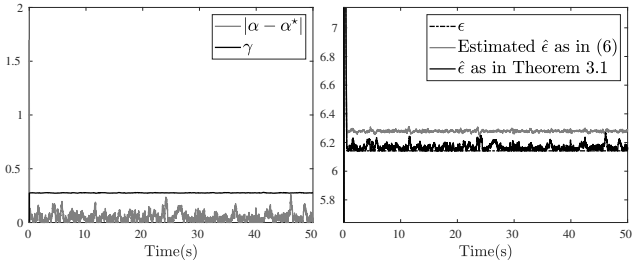 2
1.5
1
0.5
0
0 10 20 30 40 50
Time(s)
|α − α⋆|
γ
7
6.8
6.6
6.4
6.2
6
5.8
0 10 20 30 40 50
Time(s)
ϵ
Estimated ϵ̂ as in (6)
ϵ̂ as in Theorem 3.1